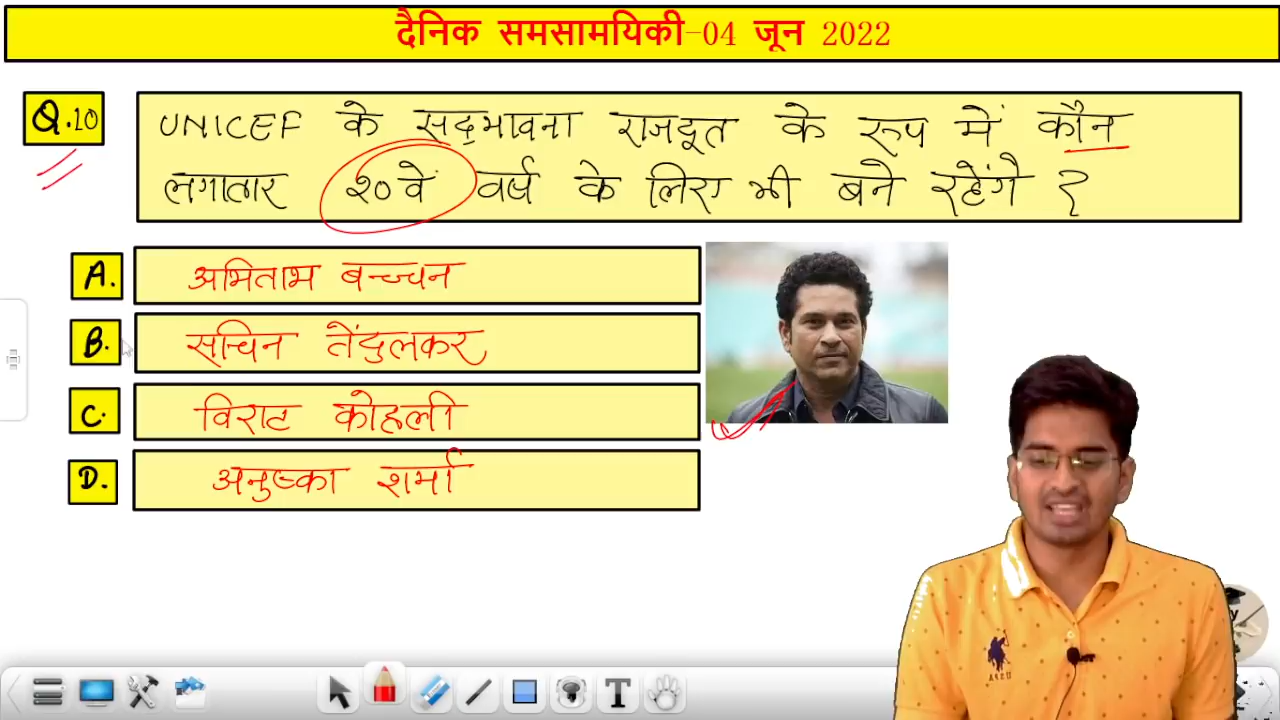 दैनिक समसामयिकी-04 जून 2022
Q.10
UNICEF के सद्भावना राजदूत के रूप में कौन
लगातार २०वें वर्ष के लिए भी बने रहेंगे ?
A. अमिताभ बच्चन
B. सचिन तेंदुलकर
C. विराट कोहली
D. अनुष्का शर्मा